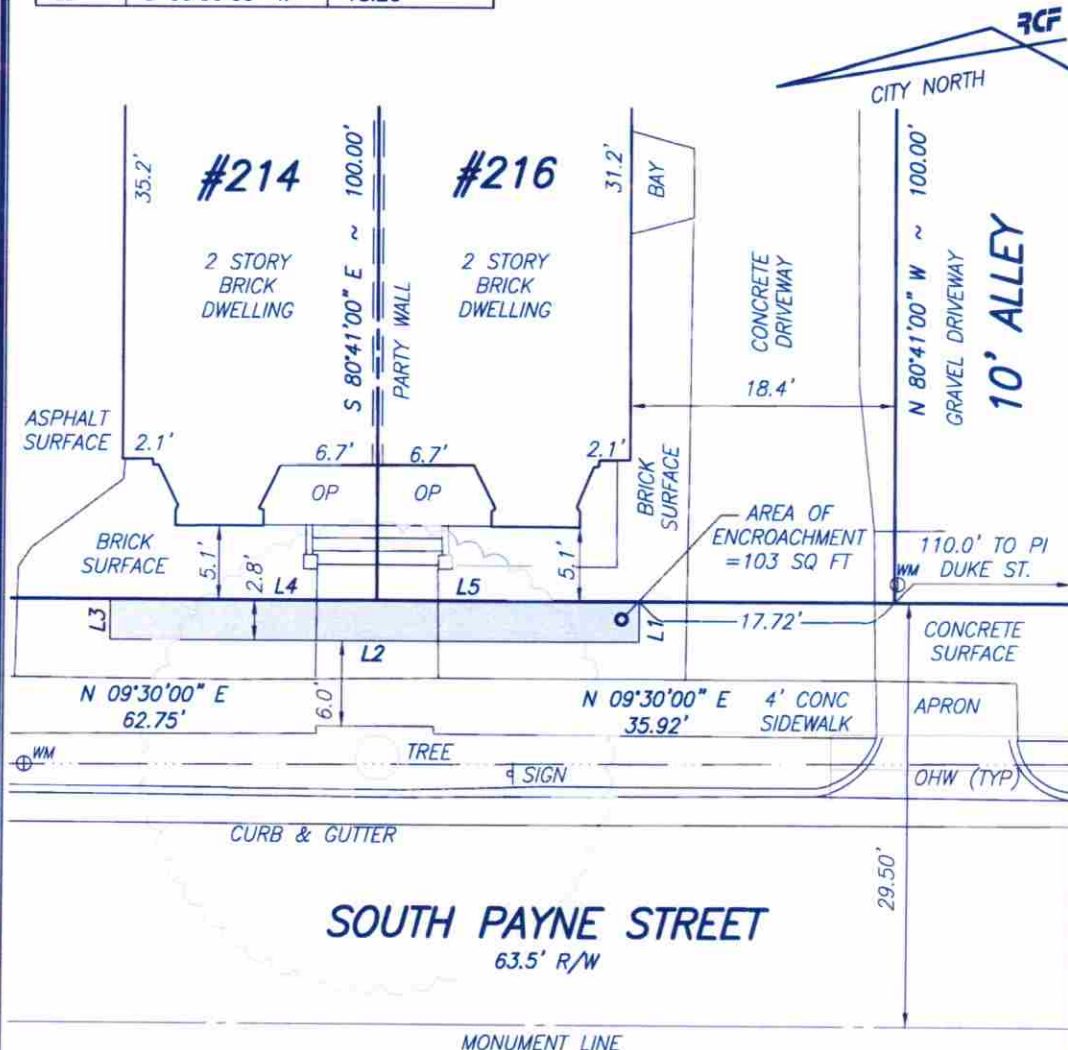 RCF
CITY NORTH
#214
#216
35.2'
S 80°41'00" E ~ 100.00'
31.2'
BAY
N 80°41'00" W ~ 100.00'
2 STORY
BRICK
DWELLING
2 STORY
BRICK
DWELLING
PARTY WALL
CONCRETE
DRIVEWAY
GRAVEL DRIVEWAY
10' ALLEY
18.4'
ASPHALT
SURFACE
2.1'
6.7'
6.7'
2.1'
OP
OP
BRICK
SURFACE
AREA OF
ENCROACHMENT
=103 SQ FT
BRICK
SURFACE
5.1'
2.8'
5.1'
110.0' TO PI
DUKE ST.
WM
L4
L5
L3
L1
17.72'
L2
CONCRETE
SURFACE
N 09°30'00" E
62.75'
6.0'
N 09°30'00" E
35.92'
4' CONC
SIDEWALK
APRON
WM
TREE
SIGN
OHW (TYP)
CURB & GUTTER
29.50'
SOUTH PAYNE STREET
63.5' R/W
MONUMENT LINE